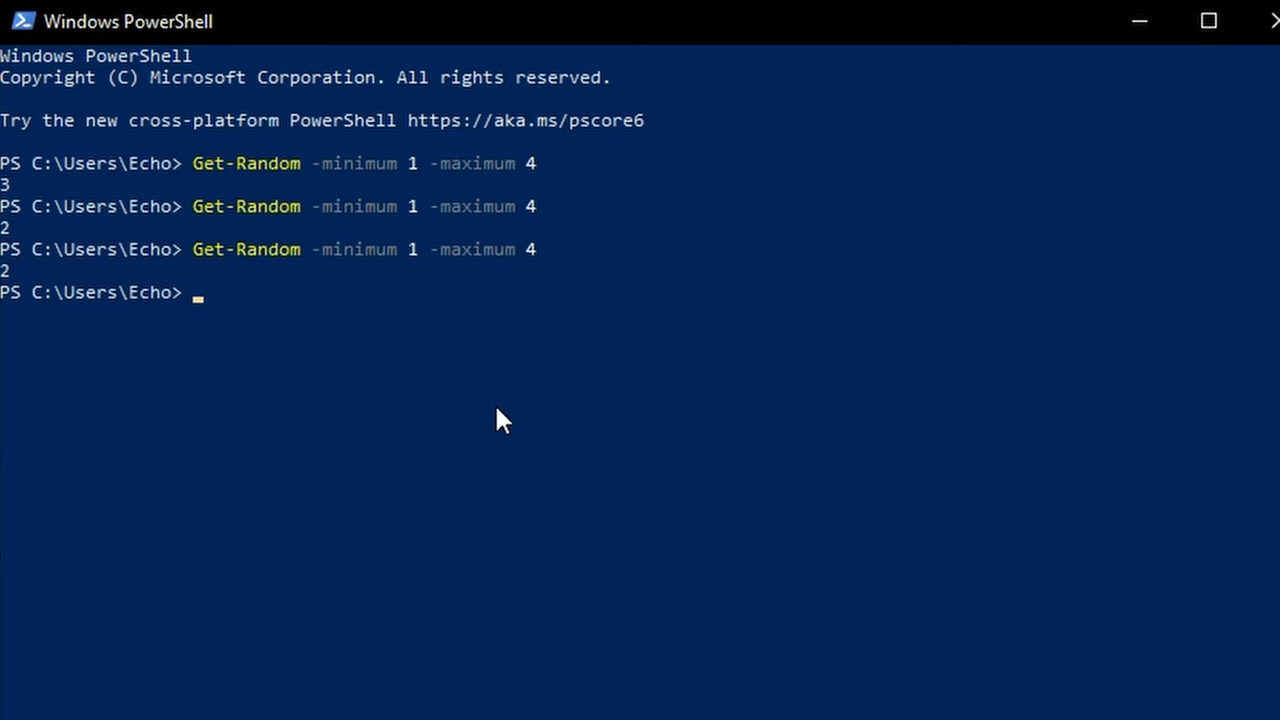 Windows PowerShell
Windows PowerShell
Copyright (C) Microsoft Corporation. All rights reserved.
Try the new cross-platform PowerShell https://aka.ms/pscore6
PS C:\Users\Echo> Get-Random -minimum 1 -maximum 4
3
PS C:\Users\Echo> Get-Random -minimum 1 -maximum 4
2
PS C:\Users\Echo> Get-Random -minimum 1 -maximum 4
2
PS C:\Users\Echo>